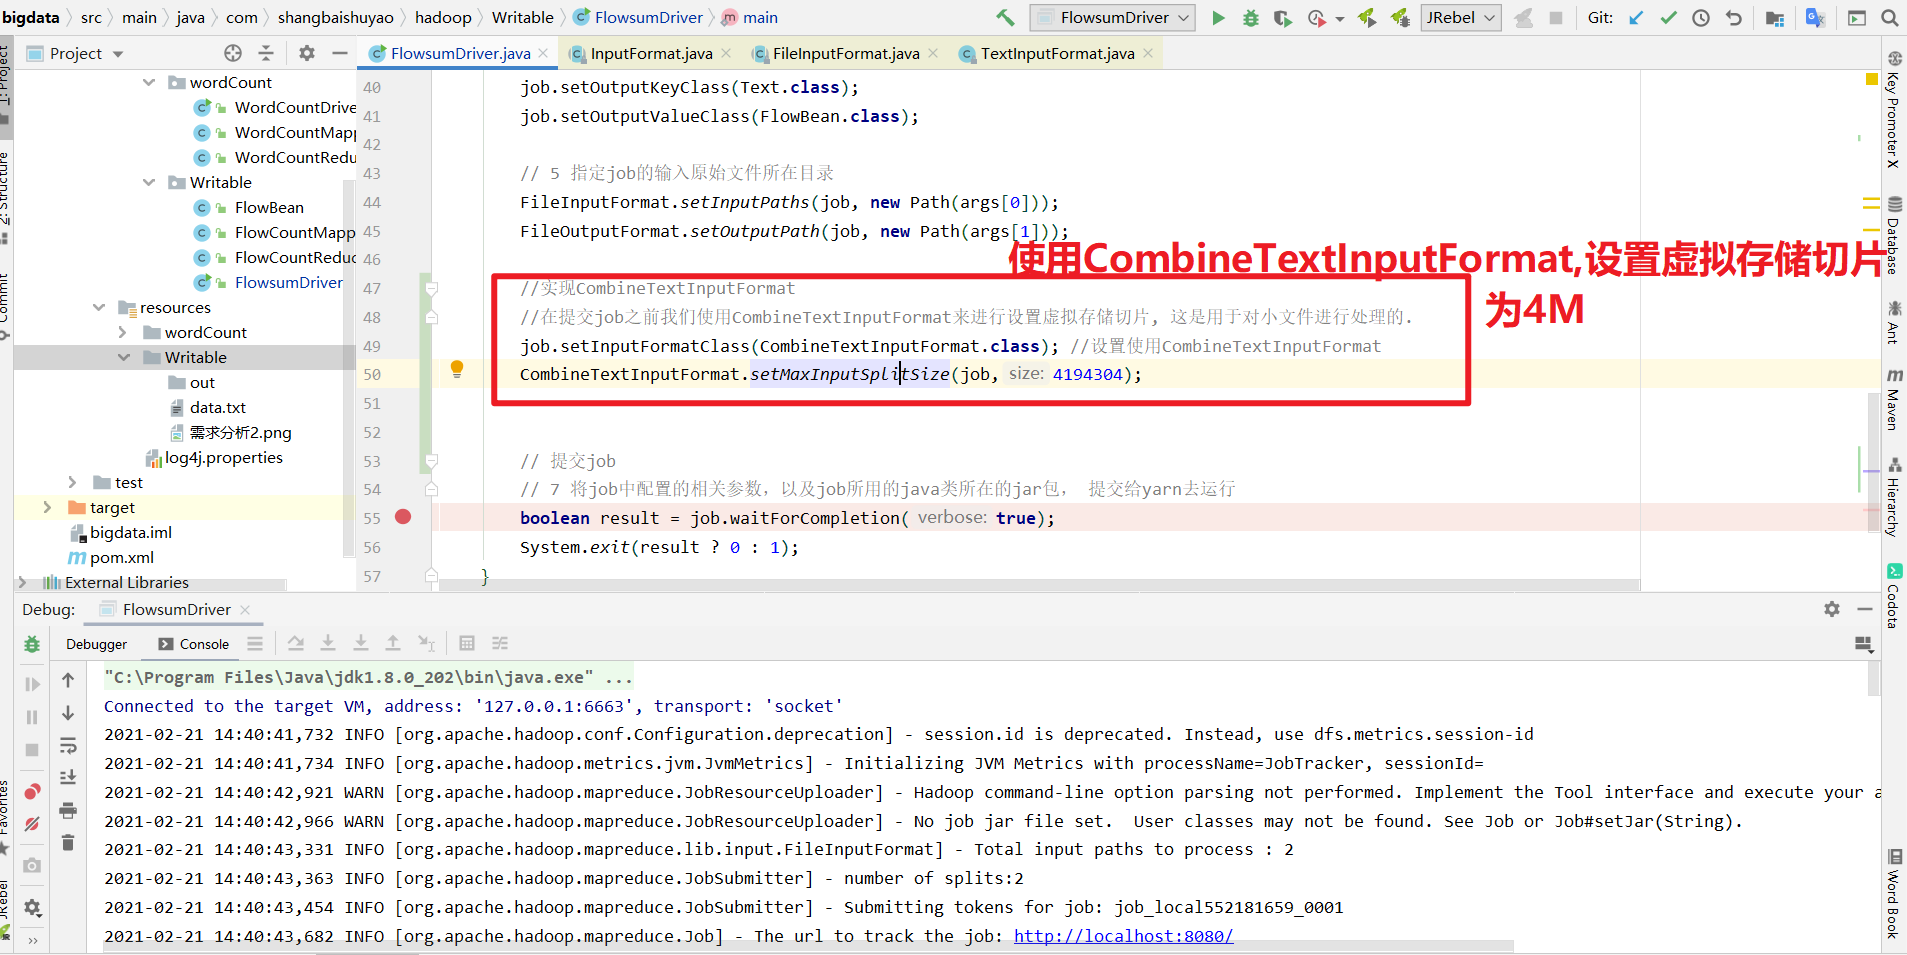 bigdata src main java com shangbaishuyao hadoop Writable FlowsumDriver main FlowsumDriver JRebel Git:
Project FlowsumDriver.java InputFormat.java FileInputFormat.java TextInputFormat.java
1: Project
2: Structure
Commit
Favorites
JRebel
wordCount
WordCountDrive
WordCountMapp
WordCountRedu
Writable
FlowBean
FlowCountMapp
FlowCountReduc
FlowsumDriver
resources
wordCount
Writable
out
data.txt
需求分析2.png
log4j.properties
test
target
bigdata.iml
pom.xml
External Libraries
40 job.setOutputKeyClass(Text.class);
41 job.setOutputValueClass(FlowBean.class);
42
43 // 5 指定job的输入原始文件所在目录
44 FileInputFormat.setInputPaths(job, new Path(args[0]));
45 FileOutputFormat.setOutputPath(job, new Path(args[1]));
46
使用CombineTextInputFormat,设置虚拟存储切片
为4M
47 //实现CombineTextInputFormat
48 //在提交job之前我们使用CombineTextInputFormat来进行设置虚拟存储切片, 这是用于对小文件进行处理的.
49 job.setInputFormatClass(CombineTextInputFormat.class); //设置使用CombineTextInputFormat
50 CombineTextInputFormat.setMaxInputSplitSize(job, size: 4194304);
51
52
53 // 提交job
54 // 7 将job中配置的相关参数, 以及job所用的java类所在的jar包, 提交给yarn去运行
55 boolean result = job.waitForCompletion( verbose: true);
56 System.exit(result ? 0 : 1);
57 }
Key Promoter X
Database
Ant
m Maven
Hierarchy
Codota
Word Book
Debug: FlowsumDriver
Debugger Console
"C:\Program Files\Java\jdk1.8.0_202\bin\java.exe" ...
Connected to the target VM, address: '127.0.0.1:6663', transport: 'socket'
2021-02-21 14:40:41,732 INFO [org.apache.hadoop.conf.Configuration.deprecation] - session.id is deprecated. Instead, use dfs.metrics.session-id
2021-02-21 14:40:41,734 INFO [org.apache.hadoop.metrics.jvm.JvmMetrics] - Initializing JVM Metrics with processName=JobTracker, sessionId=
2021-02-21 14:40:42,921 WARN [org.apache.hadoop.mapreduce.JobResourceUploader] - Hadoop command-line option parsing not performed. Implement the Tool interface and execute your a
2021-02-21 14:40:42,966 WARN [org.apache.hadoop.mapreduce.JobResourceUploader] - No job jar file set.  User classes may not be found. See Job or Job#setJar(String).
2021-02-21 14:40:43,331 INFO [org.apache.hadoop.mapreduce.lib.input.FileInputFormat] - Total input paths to process : 2
2021-02-21 14:40:43,363 INFO [org.apache.hadoop.mapreduce.JobSubmitter] - number of splits:2
2021-02-21 14:40:43,454 INFO [org.apache.hadoop.mapreduce.JobSubmitter] - Submitting tokens for job: job_local552181659_0001
2021-02-21 14:40:43,682 INFO [org.apache.hadoop.mapreduce.Job] - The url to track the job: http://localhost:8080/